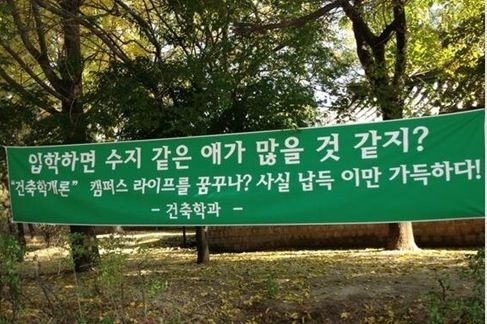 입학하면 수지 같은 애가 많을 것 같지?
"건축학개론" 캠퍼스 라이프를 꿈꾸나? 사실 납득 이만 가득하다!
- 건축학과 -